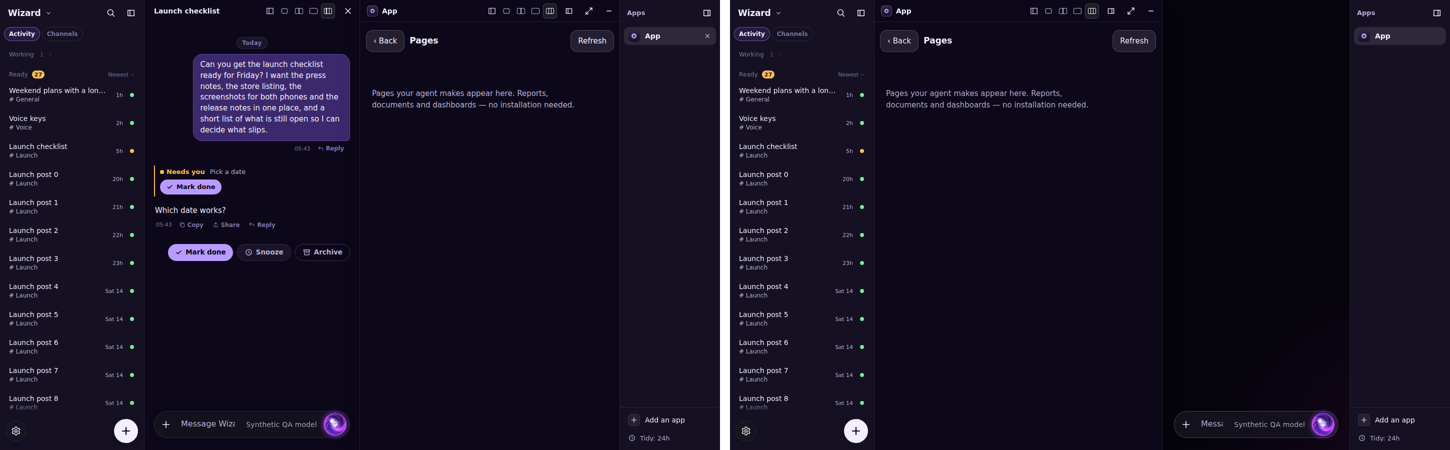 Wizard
Activity
Channels
Working 1
Ready 27
Newest
Weekend plans with a lon...
# General
1h
Voice keys
# Voice
2h
Launch checklist
# Launch
5h
Launch post 0
# Launch
20h
Launch post 1
# Launch
21h
Launch post 2
# Launch
22h
Launch post 3
# Launch
23h
Launch post 4
# Launch
Sat 14
Launch post 5
# Launch
Sat 14
Launch post 6
# Launch
Sat 14
Launch post 7
# Launch
Sat 14
Launch post 8
# Launch
Sat 14
Launch checklist
Today
Can you get the launch checklist
ready for Friday? I want the press
notes, the store listing, the
screenshots for both phones and the
release notes in one place, and a
short list of what is still open so I can
decide what slips.
05:43 Reply
Needs you Pick a date
Mark done
Which date works?
05:43 Copy Share Reply
Mark done
Snooze
Archive
Message Wiza
Synthetic QA model
App
‹ Back
Pages
Refresh
Pages your agent makes appear here. Reports,
documents and dashboards — no installation needed.
Apps
App
Add an app
Tidy: 24h
Wizard
Activity
Channels
Working 1
Ready 27
Newest
Weekend plans with a lon...
# General
1h
Voice keys
# Voice
2h
Launch checklist
# Launch
5h
Launch post 0
# Launch
20h
Launch post 1
# Launch
21h
Launch post 2
# Launch
22h
Launch post 3
# Launch
23h
Launch post 4
# Launch
Sat 14
Launch post 5
# Launch
Sat 14
Launch post 6
# Launch
Sat 14
Launch post 7
# Launch
Sat 14
Launch post 8
# Launch
Sat 14
App
‹ Back
Pages
Refresh
Pages your agent makes appear here. Reports,
documents and dashboards — no installation needed.
Messa
Synthetic QA model
Apps
App
Add an app
Tidy: 24h